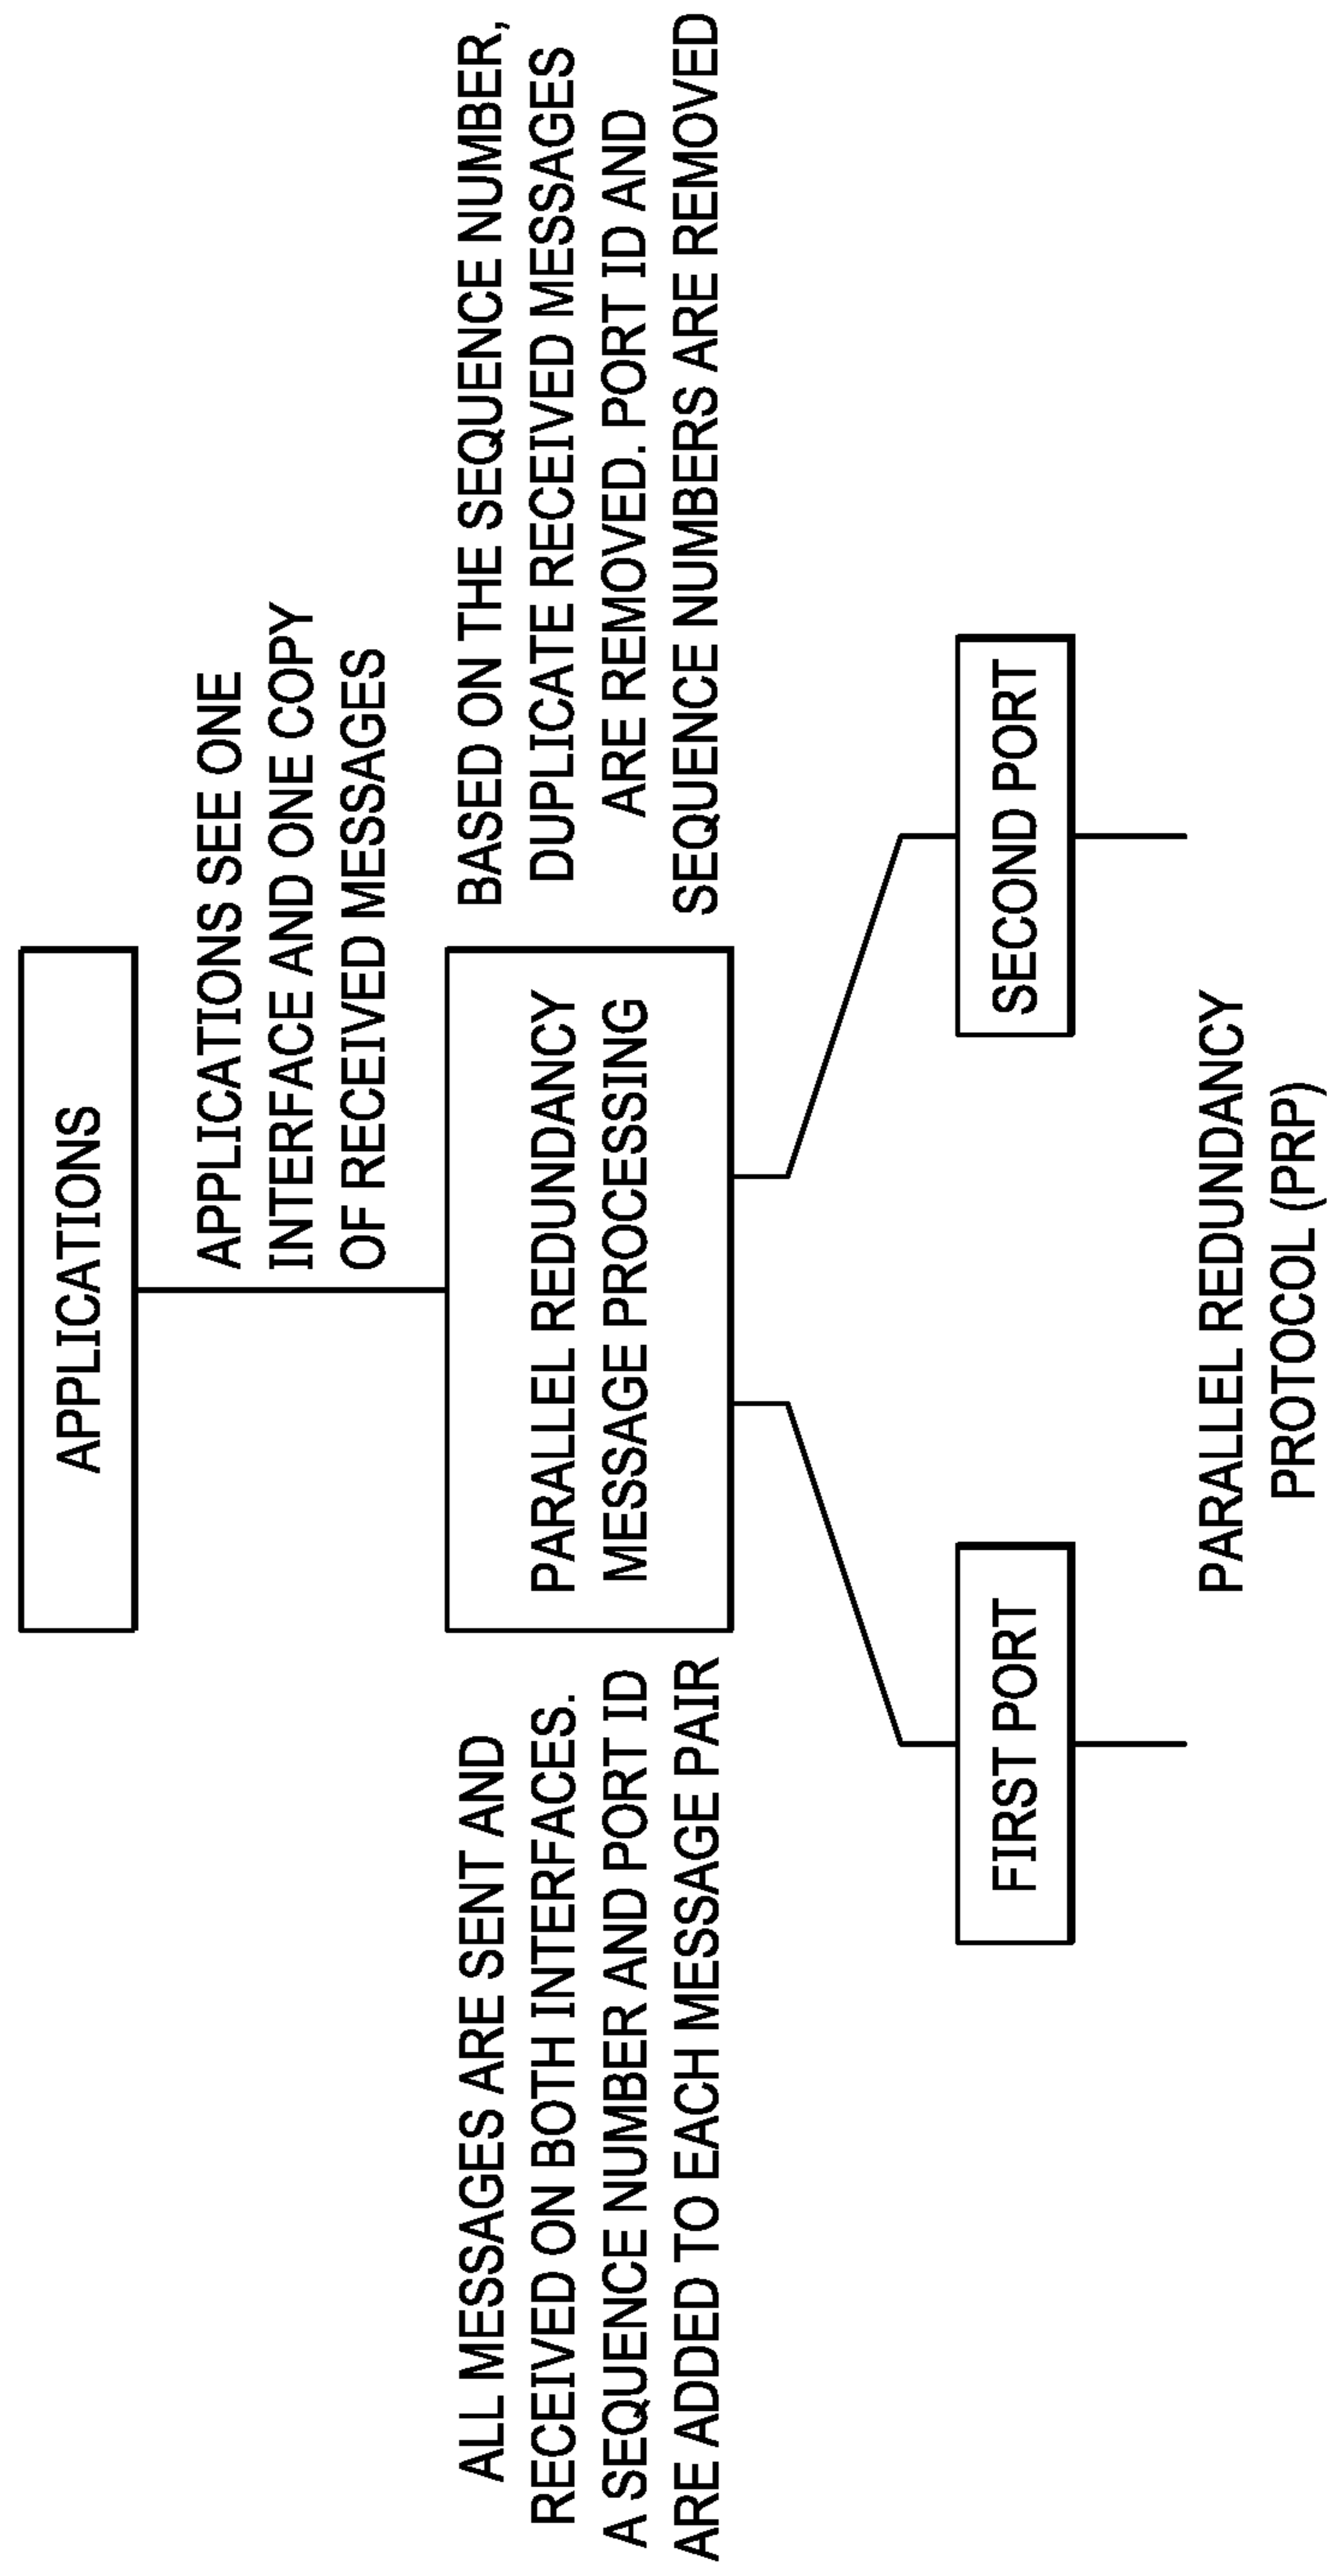 APPLICATIONS
APPLICATIONS SEE ONE
INTERFACE AND ONE COPY
OF RECEIVED MESSAGES
ALL MESSAGES ARE SENT AND
RECEIVED ON BOTH INTERFACES.
A SEQUENCE NUMBER AND PORT ID
ARE ADDED TO EACH MESSAGE PAIR
PARALLEL REDUNDANCY
MESSAGE PROCESSING
BASED ON THE SEQUENCE NUMBER,
DUPLICATE RECEIVED MESSAGES
ARE REMOVED. PORT ID AND
SEQUENCE NUMBERS ARE REMOVED
FIRST PORT
SECOND PORT
PARALLEL REDUNDANCY
PROTOCOL (PRP)